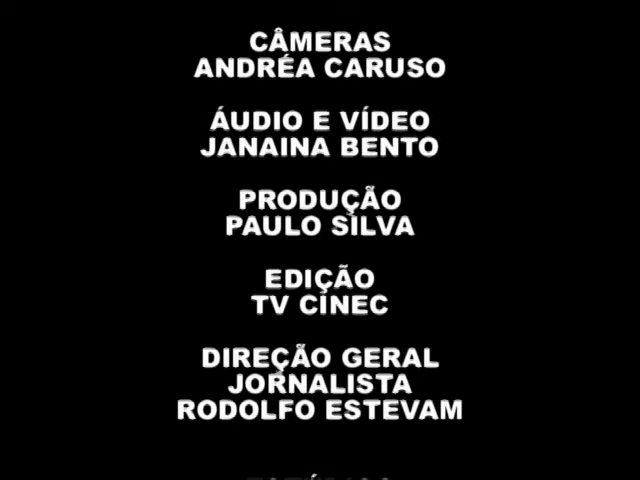 CÂMERAS
ANDRÉA CARUSO
ÁUDIO E VÍDEO
JANAINA BENTO
PRODUÇÃO
PAULO SILVA
EDIÇÃO
TV CINEC
DIREÇÃO GERAL
JORNALISTA
RODOLFO ESTEVAM